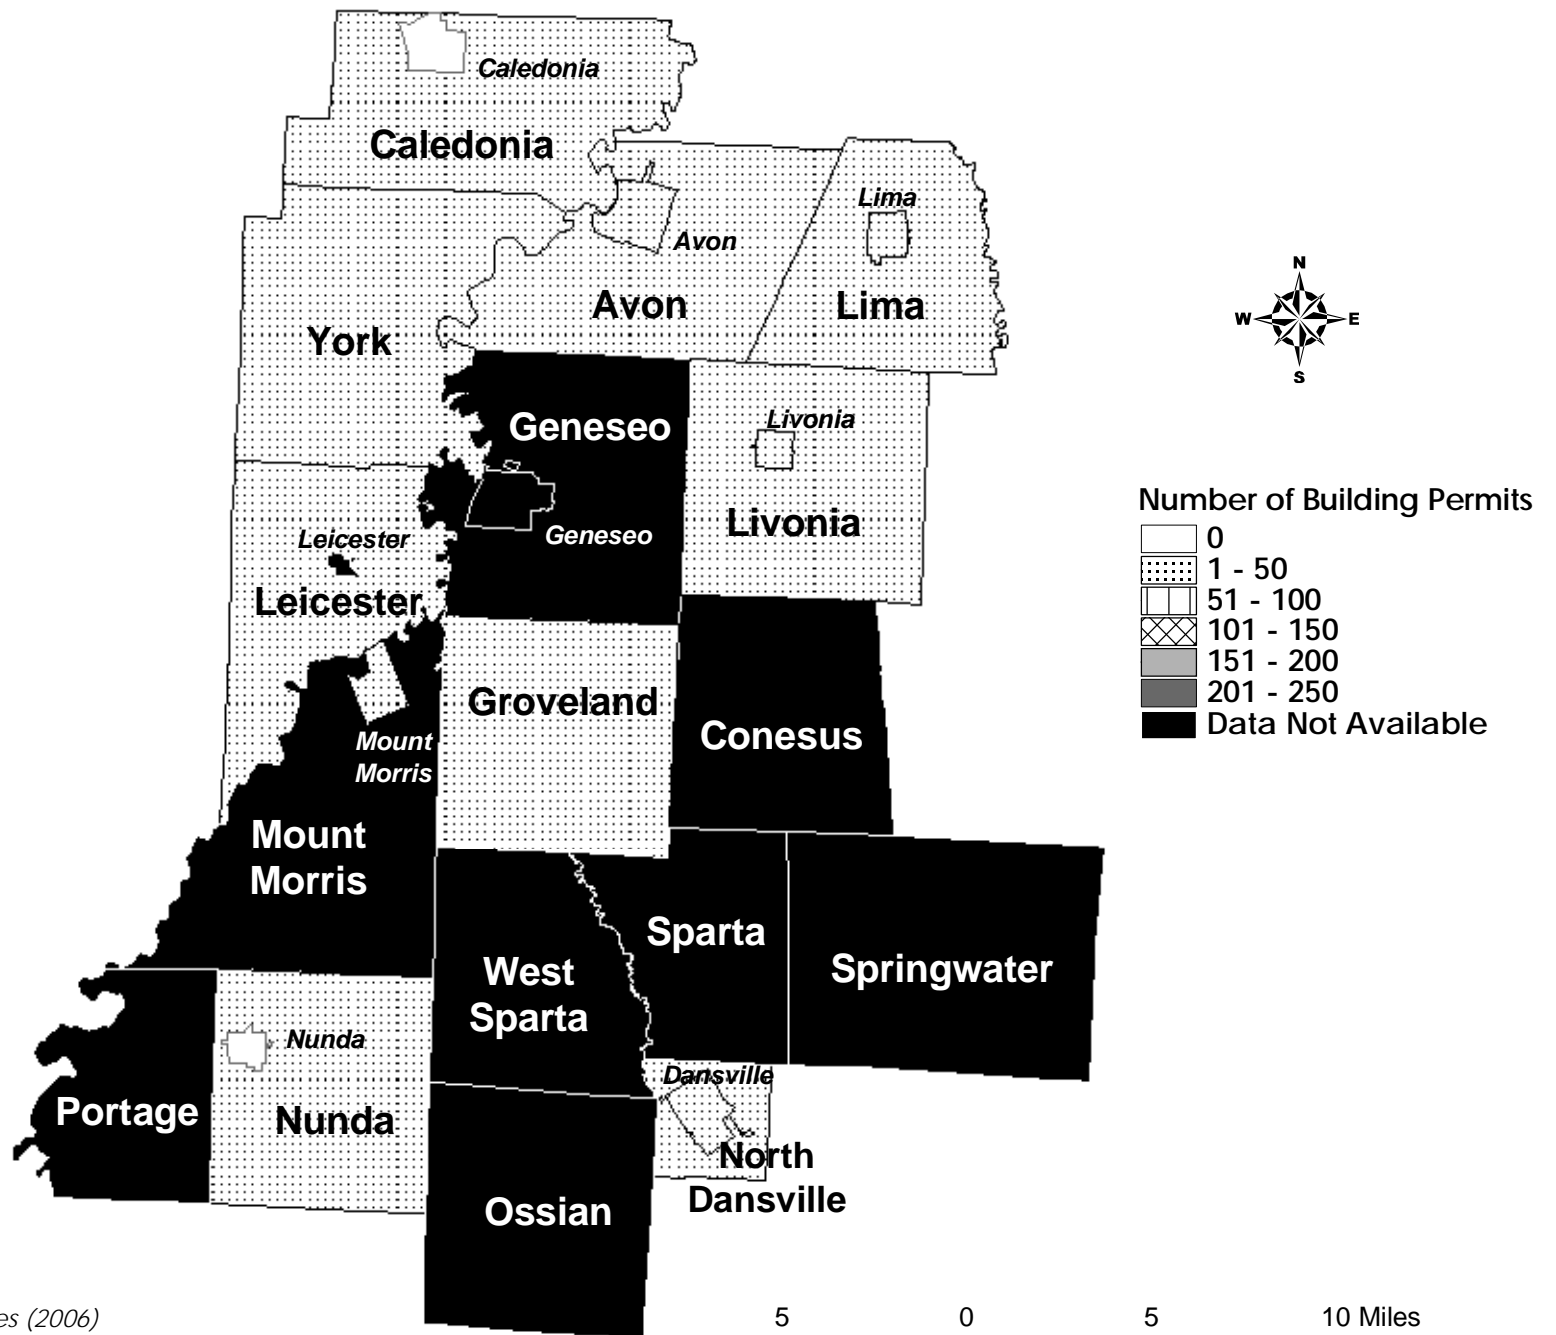 Caledonia
Caledonia
Lima
Avon
Avon
Lima
York
N
W E
S
Geneseo
Livonia
Livonia
Geneseo
Leicester
Leicester
Number of Building Permits
0
1 - 50
51 - 100
101 - 150
151 - 200
201 - 250
Data Not Available
Groveland
Conesus
Mount
Morris
Mount
Morris
Sparta
Springwater
West
Sparta
Nunda
Nunda
Portage
Dansville
North
Dansville
Ossian
es (2006)
5 0 5 10 Miles